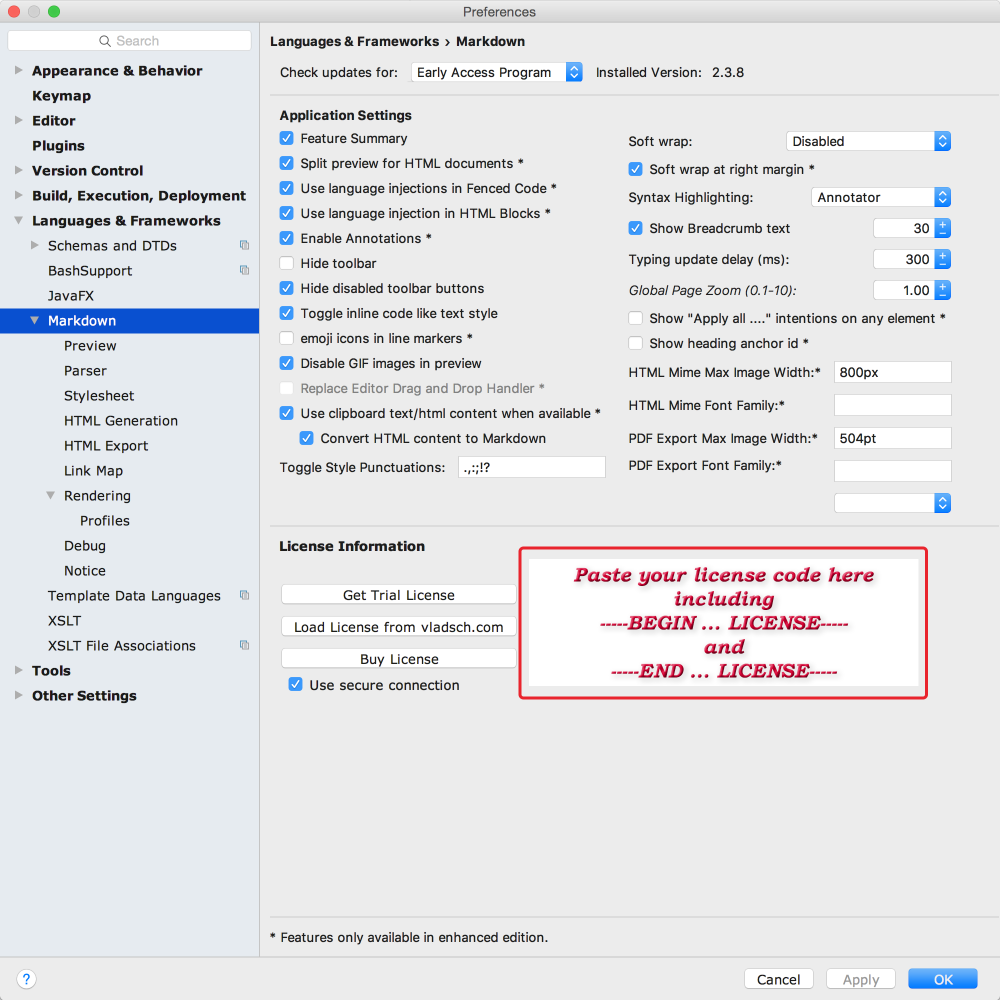 Preferences
Search
Appearance & Behavior
Keymap
Editor
Plugins
Version Control
Build, Execution, Deployment
Languages & Frameworks
Schemas and DTDs
BashSupport
JavaFX
Markdown
Preview
Parser
Stylesheet
HTML Generation
HTML Export
Link Map
Rendering
Profiles
Debug
Notice
Template Data Languages
XSLT
XSLT File Associations
Tools
Other Settings
Languages & Frameworks › Markdown
Check updates for: Early Access Program Installed Version: 2.3.8
Application Settings
Feature Summary
Split preview for HTML documents *
Use language injections in Fenced Code *
Use language injection in HTML Blocks *
Enable Annotations *
Hide toolbar
Hide disabled toolbar buttons
Toggle inline code like text style
emoji icons in line markers *
Disable GIF images in preview
Replace Editor Drag and Drop Handler *
Use clipboard text/html content when available *
Convert HTML content to Markdown
Toggle Style Punctuations: .,:;!?
Soft wrap: Disabled
Soft wrap at right margin *
Syntax Highlighting: Annotator
Show Breadcrumb text 30
Typing update delay (ms): 300
Global Page Zoom (0.1-10): 1.00
Show "Apply all ...." intentions on any element *
Show heading anchor id *
HTML Mime Max Image Width:* 800px
HTML Mime Font Family:*
PDF Export Max Image Width:* 504pt
PDF Export Font Family:*
License Information
Get Trial License
Load License from vladsch.com
Buy License
Use secure connection
Paste your license code here
including
-----BEGIN ... LICENSE-----
and
-----END ... LICENSE-----
* Features only available in enhanced edition.
? Cancel Apply OK